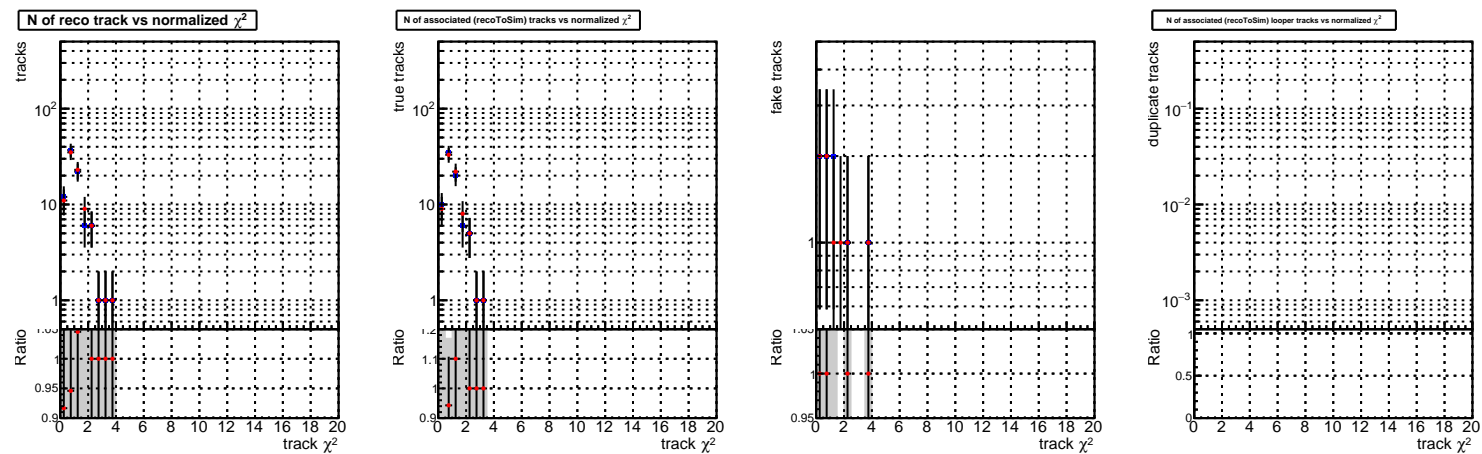 N of reco track vs normalized χ²
tracks
10²
10
1
Ratio
1.05
1
0.95
0.9
0 2 4 6 8 10 12 14 16 18 20
track χ²
N of associated (recoToSim) tracks vs normalized χ²
true tracks
10²
10
1
Ratio
1.2
1.1
1
0.9
0 2 4 6 8 10 12 14 16 18 20
track χ²
fake tracks
1
Ratio
1.05
1
0.95
0 2 4 6 8 10 12 14 16 18 20
track χ²
N of associated (recoToSim) looper tracks vs normalized χ²
duplicate tracks
10⁻¹
10⁻²
10⁻³
Ratio
1
0.5
0
0 2 4 6 8 10 12 14 16 18 20
track χ²